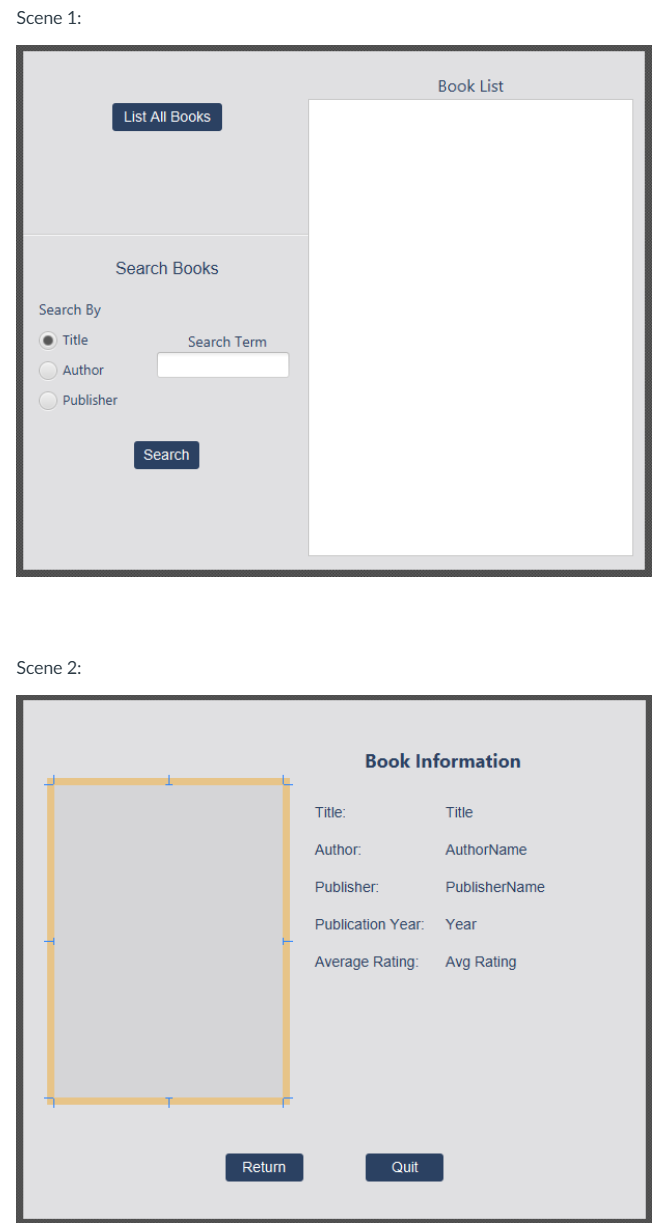 Scene 1:
Book List
List All Books
Search Books
Search By
Title
Search Term
Author
Publisher
Search
Scene 2:
Book Information
Title: Title
Author: AuthorName
Publisher: PublisherName
Publication Year: Year
Average Rating: Avg Rating
Return Quit